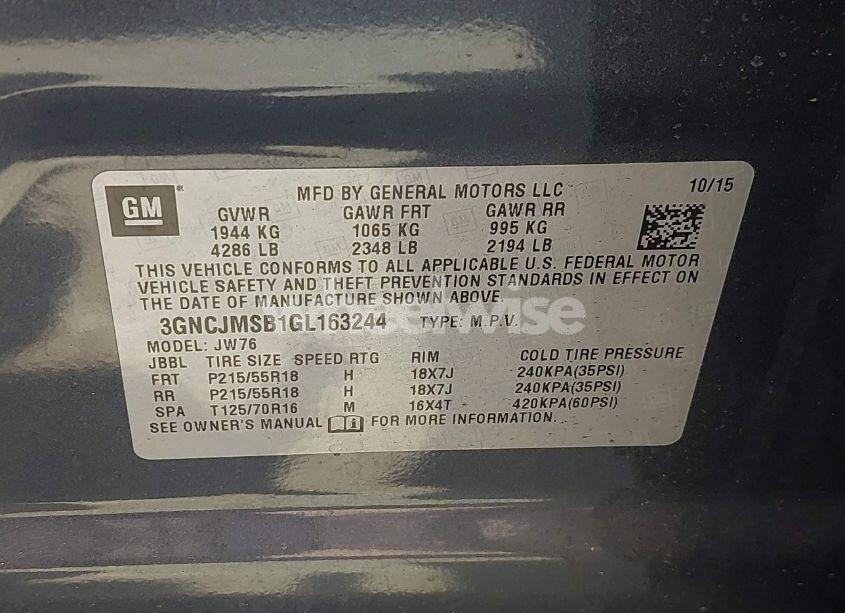 GM
MFD BY GENERAL MOTORS LLC 10/15
GVWR GAWR FRT GAWR RR
1944 KG 1065 KG 995 KG
4286 LB 2348 LB 2194 LB
THIS VEHICLE CONFORMS TO ALL APPLICABLE U.S. FEDERAL MOTOR
VEHICLE SAFETY AND THEFT PREVENTION STANDARDS IN EFFECT ON
THE DATE OF MANUFACTURE SHOWN ABOVE.
3GNCJMSB1GL163244 TYPE: M.P.V.
MODEL: JW76
JBBL TIRE SIZE SPEED RTG RIM COLD TIRE PRESSURE
FRT P215/55R18 H 18X7J 240KPA(35PSI)
RR P215/55R18 H 18X7J 240KPA(35PSI)
SPA T125/70R16 M 16X4T 420KPA(60PSI)
SEE OWNER'S MANUAL FOR MORE INFORMATION.